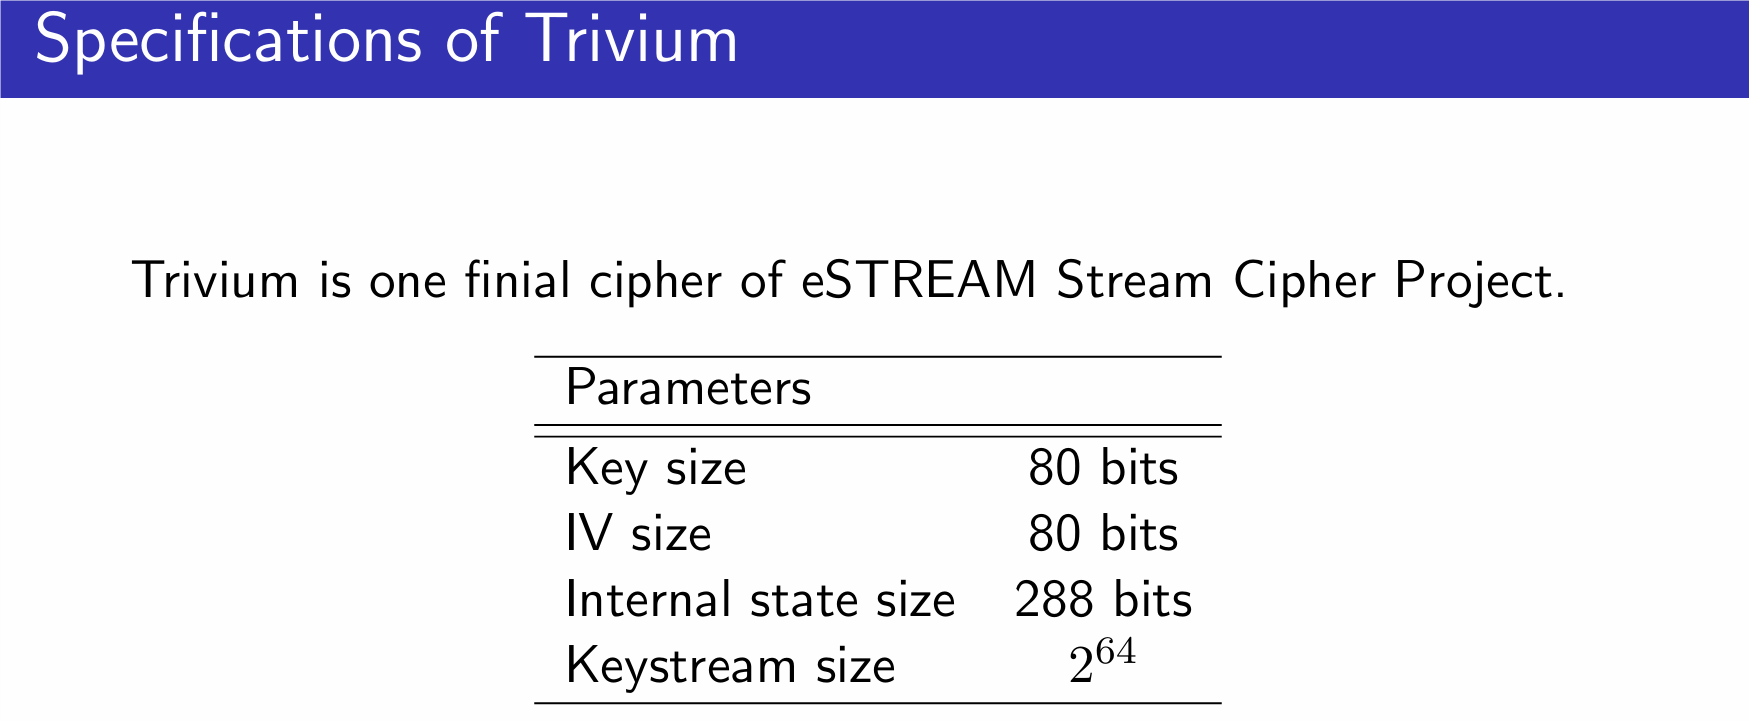 Specifications of Trivium
Trivium is one finial cipher of eSTREAM Stream Cipher Project.
Parameters
Key size 80 bits
IV size 80 bits
Internal state size 288 bits
Keystream size 2^64